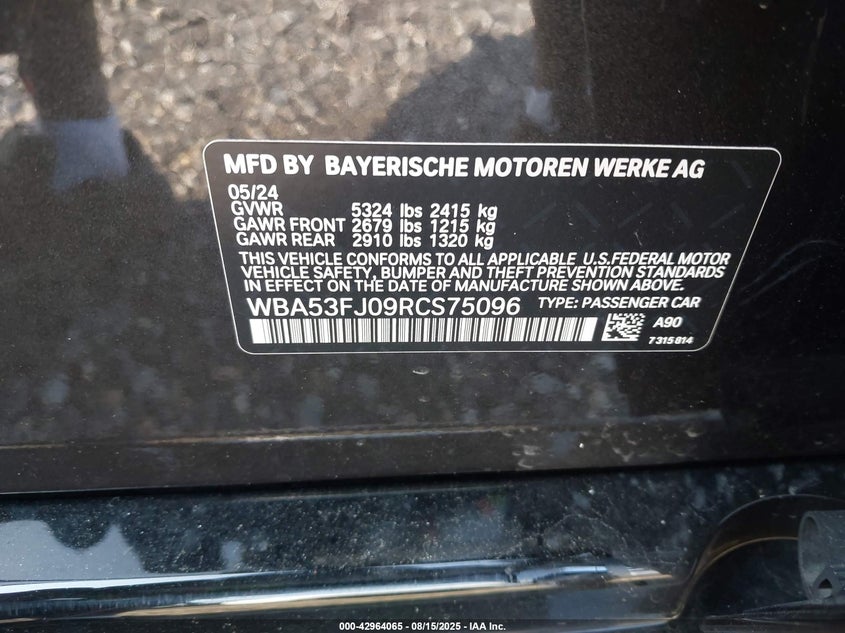 MFD BY BAYERISCHE MOTOREN WERKE AG
05/24
GVWR 5324 lbs 2415 kg
GAWR FRONT 2679 lbs 1215 kg
GAWR REAR 2910 lbs 1320 kg
THIS VEHICLE CONFORMS TO ALL APPLICABLE U.S.FEDERAL MOTOR
VEHICLE SAFETY, BUMPER AND THEFT PREVENTION STANDARDS
IN EFFECT ON THE DATE OF MANUFACTURE SHOWN ABOVE.
WBA53FJ09RCS75096 TYPE: PASSENGER CAR
A90
7315814
000-42964065 - 08/15/2025 - IAA Inc.